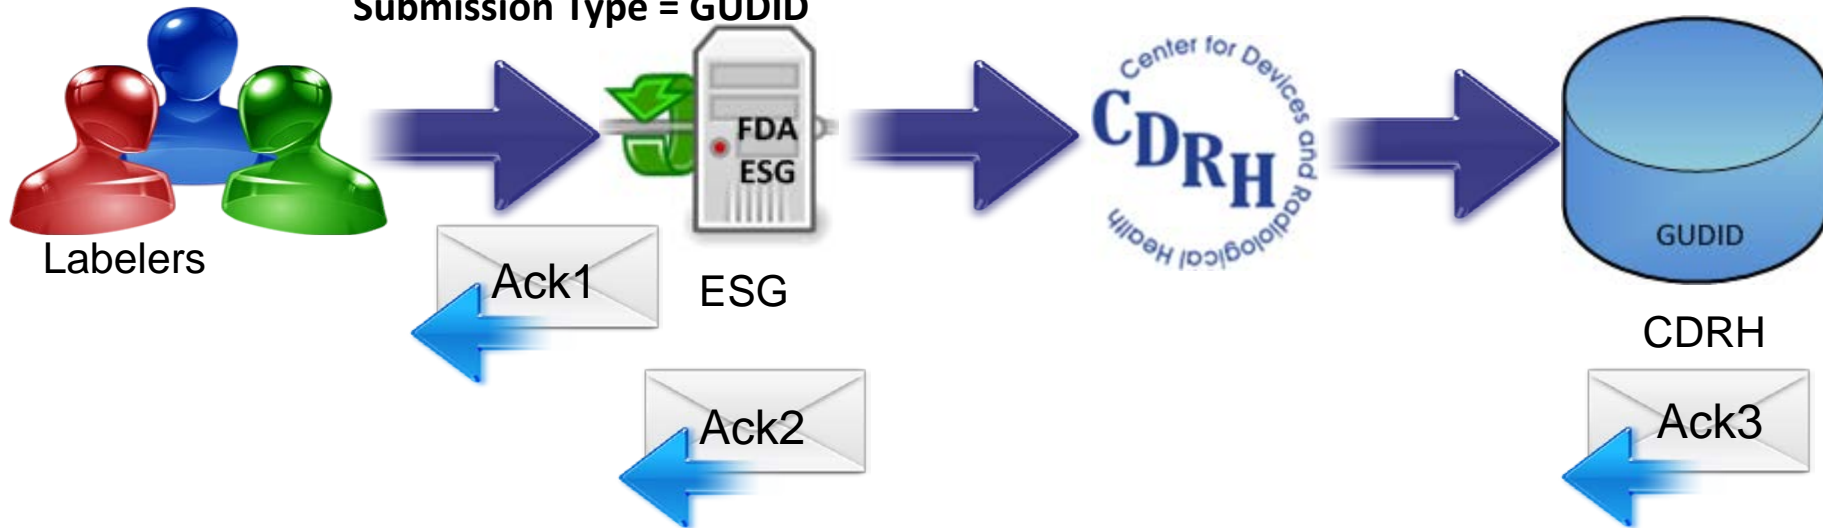 Submission Type = GUDID
FDA
ESG
Center for Devices and Radiological Health
CDRH
GUDID
Labelers
Ack1
ESG
CDRH
Ack2
Ack3